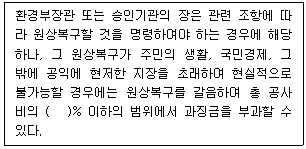 환경부장관 또는 승인기관의 장은 관련 조항에 따
라 원상복구할 것을 명령하며야 하는 경우에 해당
하나, 그 원상복구가 주민의 생활, 국민경제, 그
밖에 공익에 현저한 지장을 초래하며 현실적으로
불가능할 경우에는 원상복구를 갈음하며 총 공사
비의 (   )% 이하의 범위에서 과징금을 부과할 수
있다.